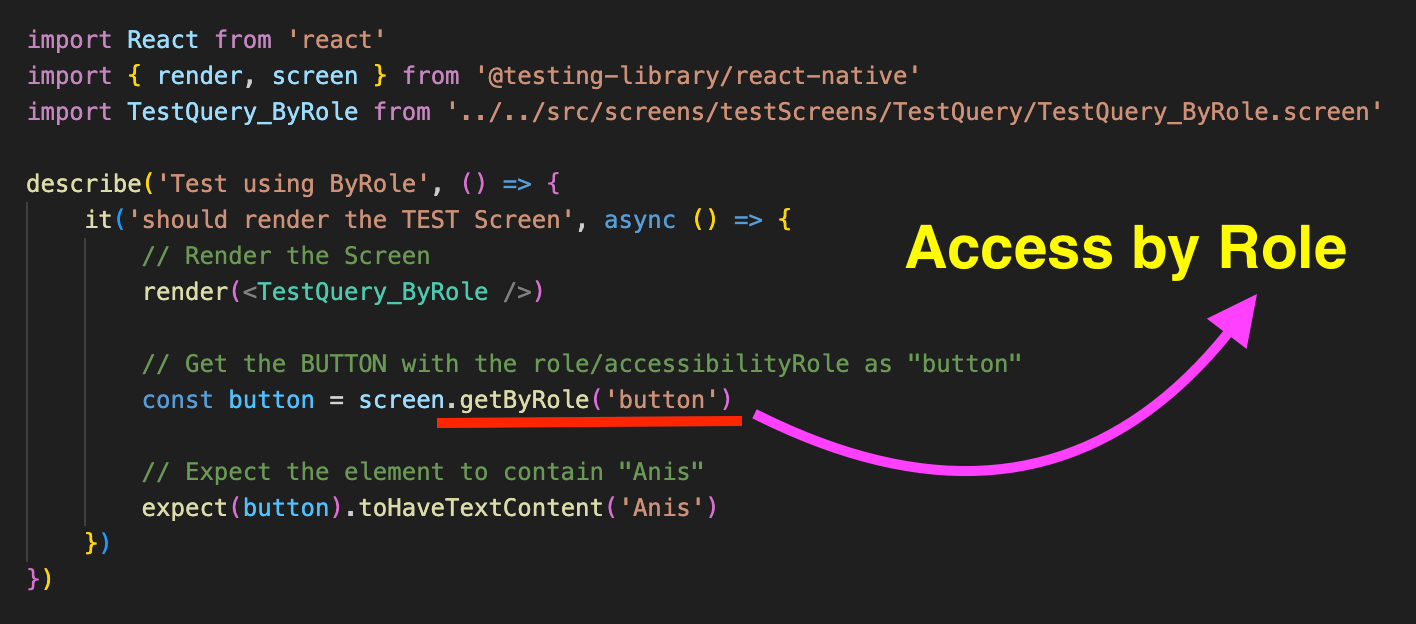 import React from 'react'
import { render, screen } from '@testing-library/react-native'
import TestQuery_ByRole from '../../src/screens/testScreens/TestQuery/TestQuery_ByRole.screen'
describe('Test using ByRole', () => {
it('should render the TEST Screen', async () => {
// Render the Screen
render(<TestQuery_ByRole />)
// Get the BUTTON with the role/accessibilityRole as "button"
const button = screen.getByRole('button')
// Expect the element to contain "Anis"
expect(button).toHaveTextContent('Anis')
})
})
Access by Role